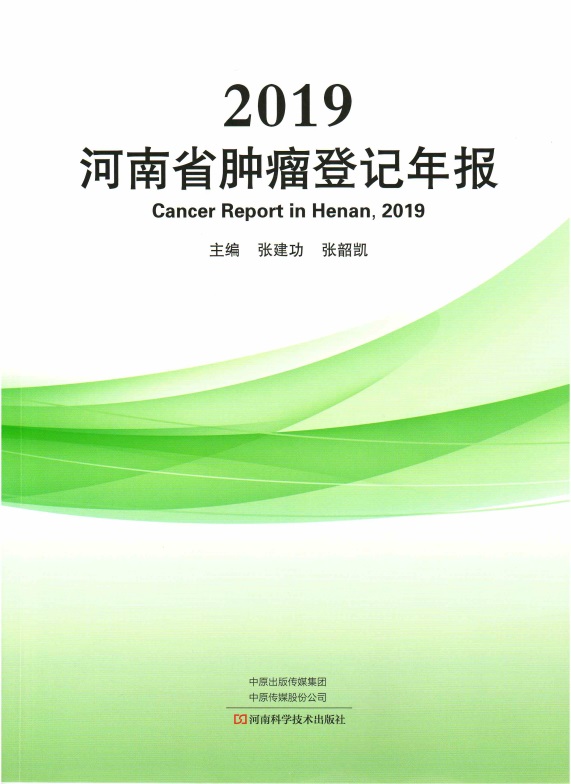 2019
河南省肿瘤登记年报
Cancer Report in Henan, 2019
主编 张建功 张韶凯
中原出版传媒集团
中原传媒股份公司
河南科学技术出版社